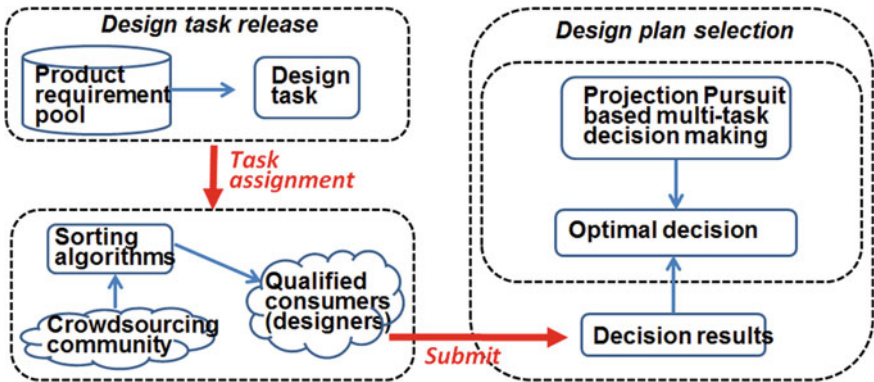 Design task release
Product
requirement
pool
Design
task
Task
assignment
Sorting
algorithms
Crowdsourcing
community
Qualified
consumers
(designers)
Submit
Design plan selection
Projection Pursuit
based multi-task
decision making
Optimal decision
Decision results